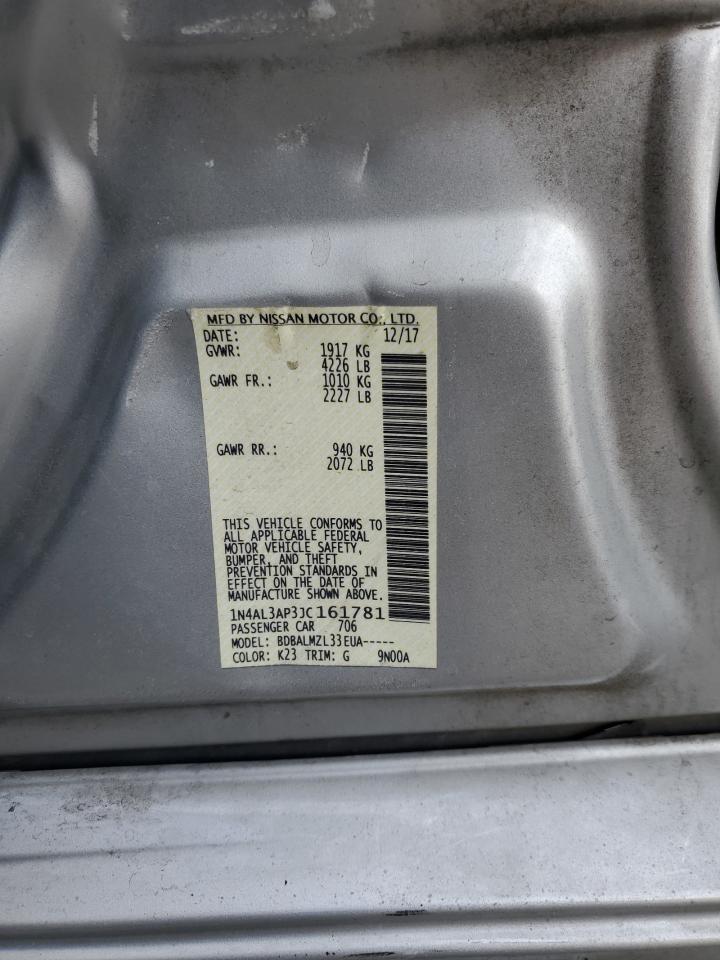 MFD BY NISSAN MOTOR CO., LTD.
DATE: 12/17
GVWR: 1917 KG
4226 LB
GAWR FR.: 1010 KG
2227 LB
GAWR RR.: 940 KG
2072 LB
THIS VEHICLE CONFORMS TO
ALL APPLICABLE FEDERAL
MOTOR VEHICLE SAFETY,
BUMPER, AND THEFT
PREVENTION STANDARDS IN
EFFECT ON THE DATE OF
MANUFACTURE SHOWN ABOVE.
1N4AL3AP3JC161781
PASSENGER CAR 706
MODEL: BDBALMZL33EUA-----
COLOR: K23 TRIM: G 9N00A